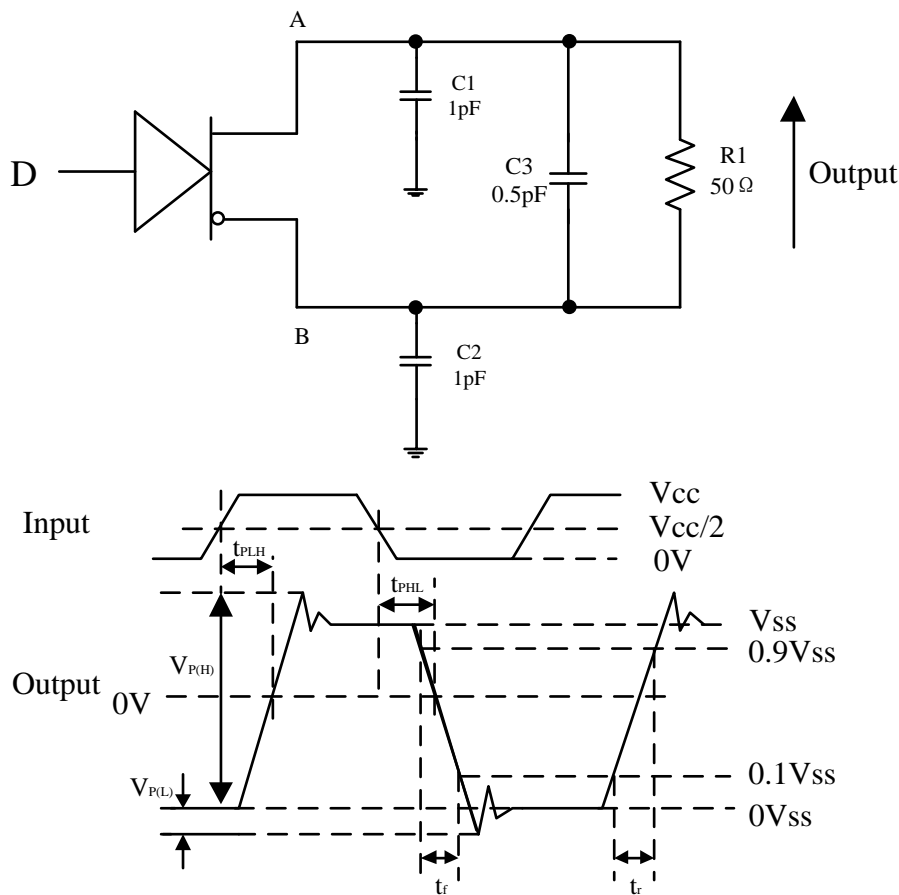 A
C1
1pF
D
C3
0.5pF
R1
50Ω
Output
B
C2
1pF
Input
Vcc
Vcc/2
0V
tPLH
tPHL
Output
0V
VP(H)
VP(L)
Vss
0.9Vss
0.1Vss
0Vss
tf
tr